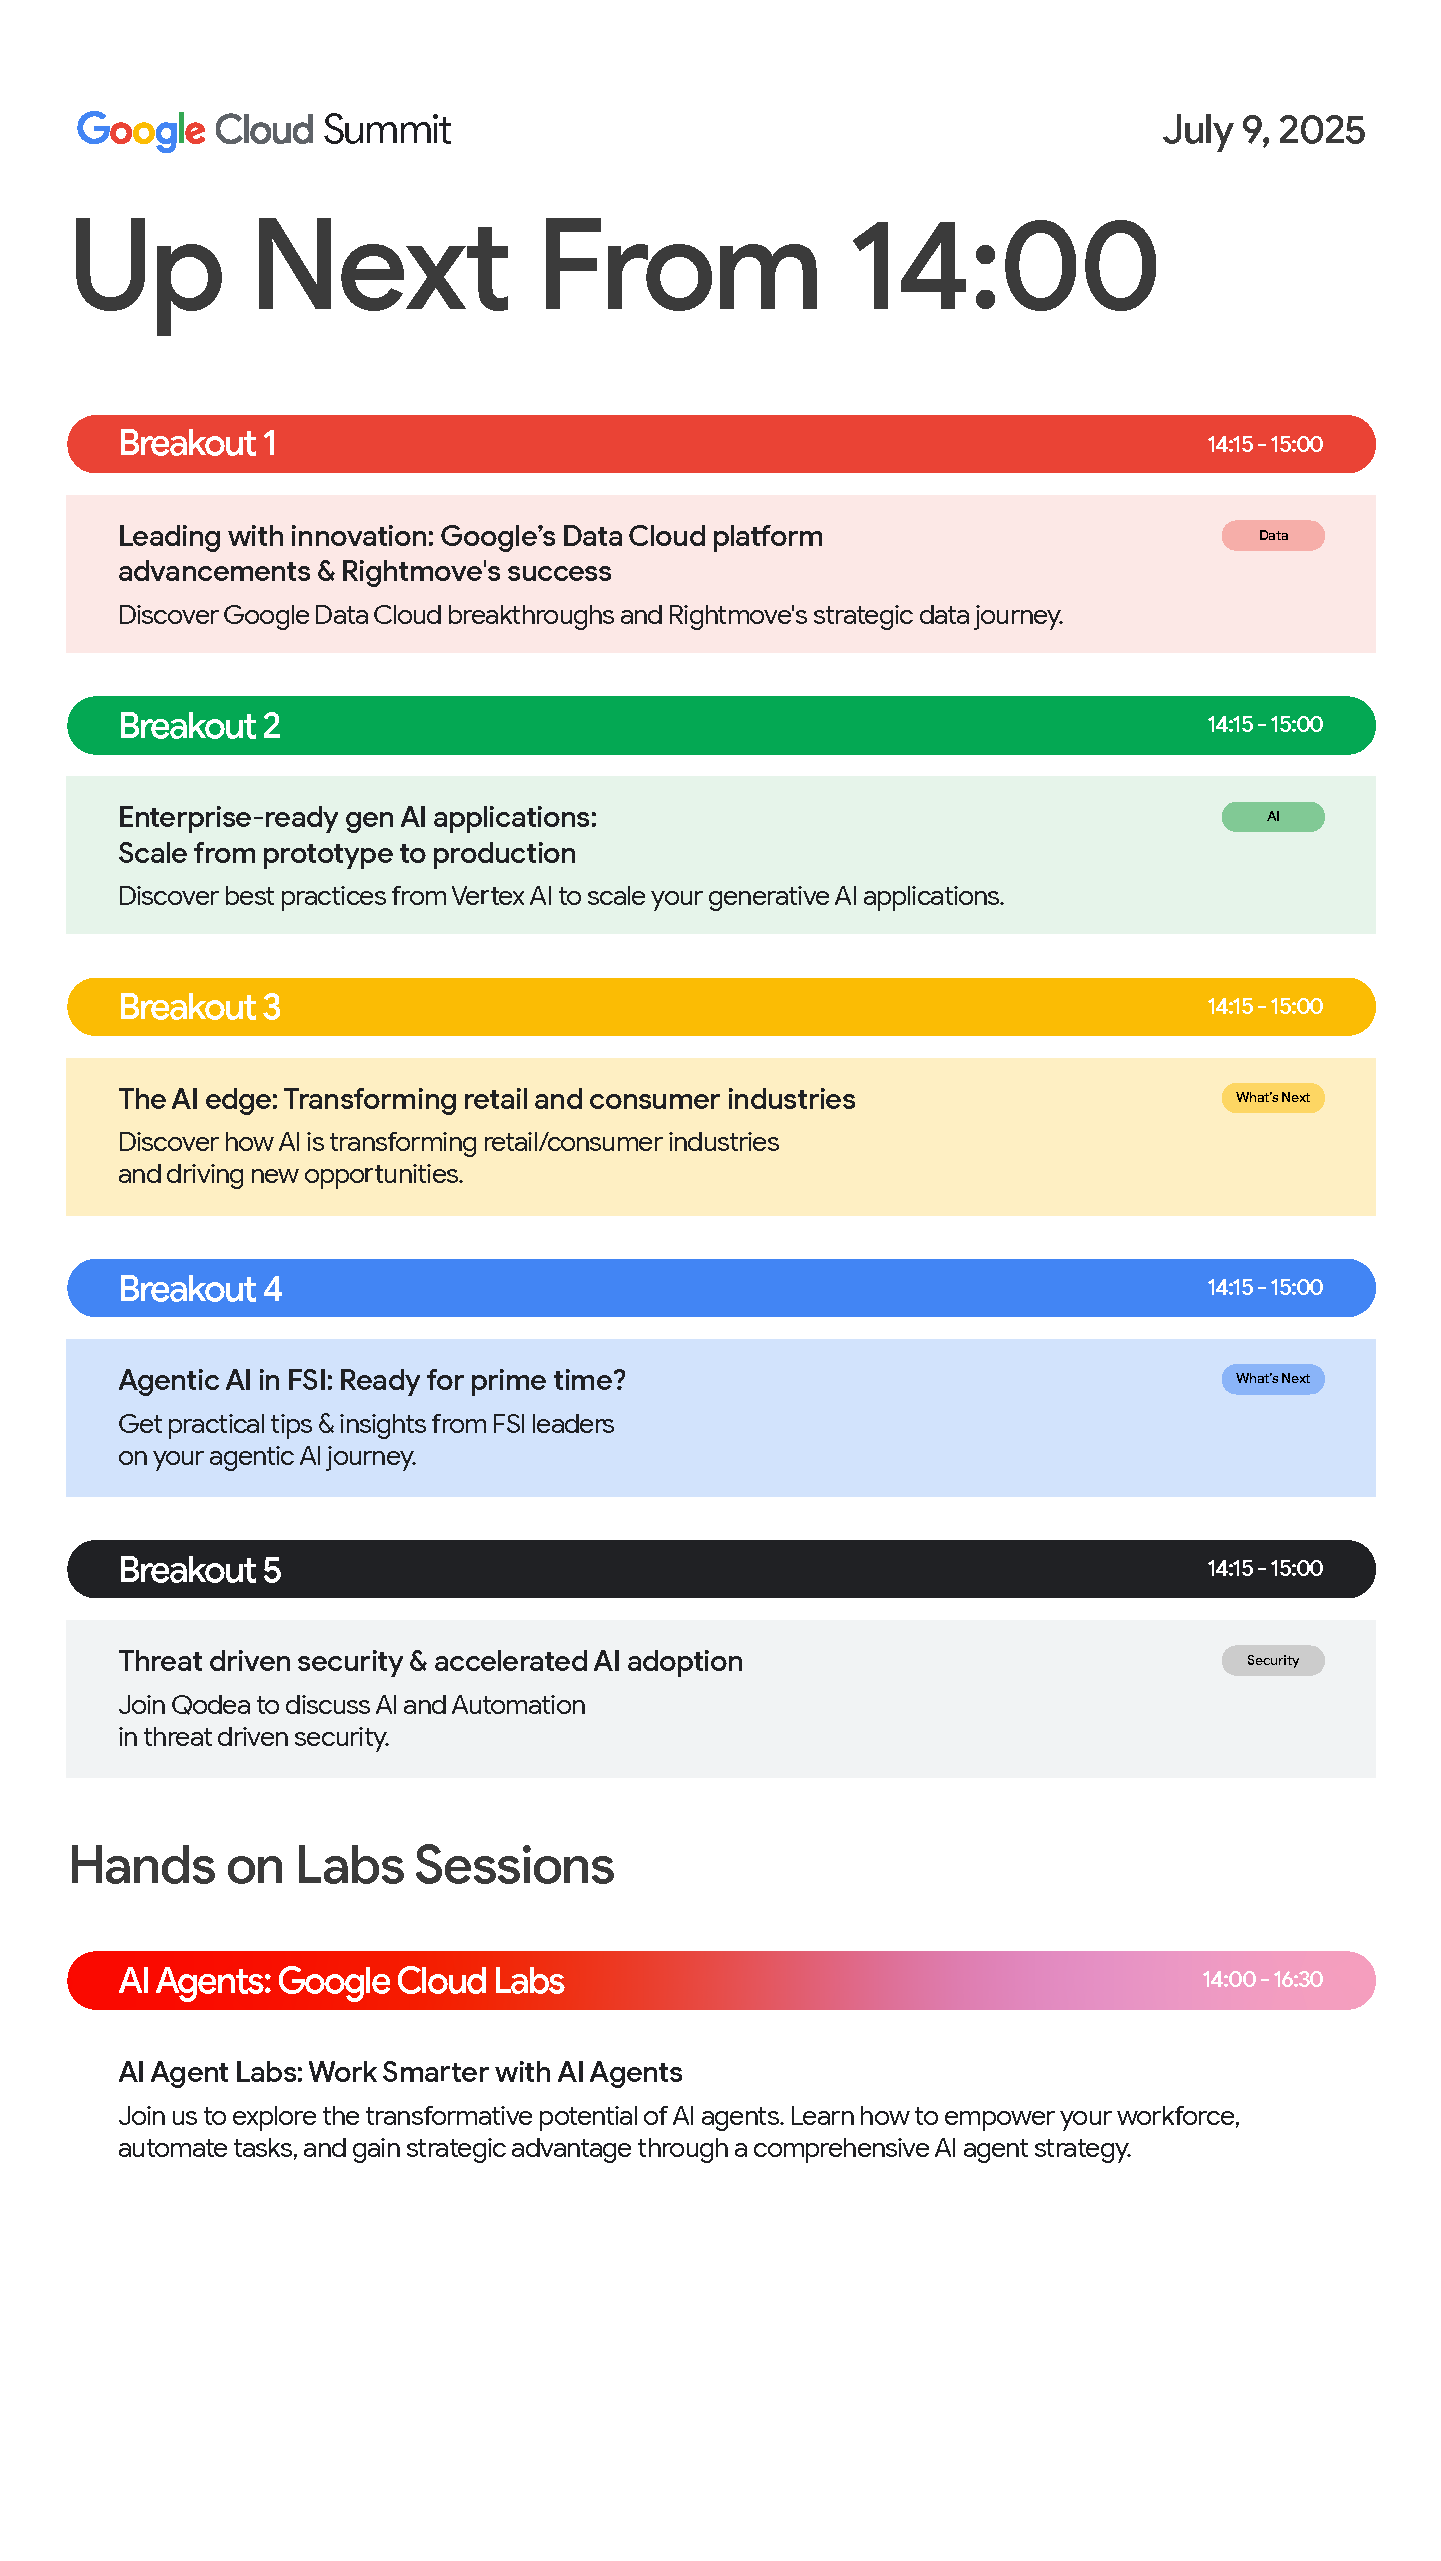 Google Cloud Summit
July 9, 2025
Up Next From 14:00
Breakout 1
14:15 - 15:00
Leading with innovation: Google’s Data Cloud platform
advancements & Rightmove's success
Data
Discover Google Data Cloud breakthroughs and Rightmove's strategic data journey.
Breakout 2
14:15 - 15:00
Enterprise-ready gen AI applications:
Scale from prototype to production
AI
Discover best practices from Vertex AI to scale your generative AI applications.
Breakout 3
14:15 - 15:00
The AI edge: Transforming retail and consumer industries
What’s Next
Discover how AI is transforming retail/consumer industries
and driving new opportunities.
Breakout 4
14:15 - 15:00
Agentic AI in FSI: Ready for prime time?
What’s Next
Get practical tips & insights from FSI leaders
on your agentic AI journey.
Breakout 5
14:15 - 15:00
Threat driven security & accelerated AI adoption
Security
Join Qodea to discuss AI and Automation
in threat driven security.
Hands on Labs Sessions
AI Agents: Google Cloud Labs
14:00 - 16:30
AI Agent Labs: Work Smarter with AI Agents
Join us to explore the transformative potential of AI agents. Learn how to empower your workforce,
automate tasks, and gain strategic advantage through a comprehensive AI agent strategy.